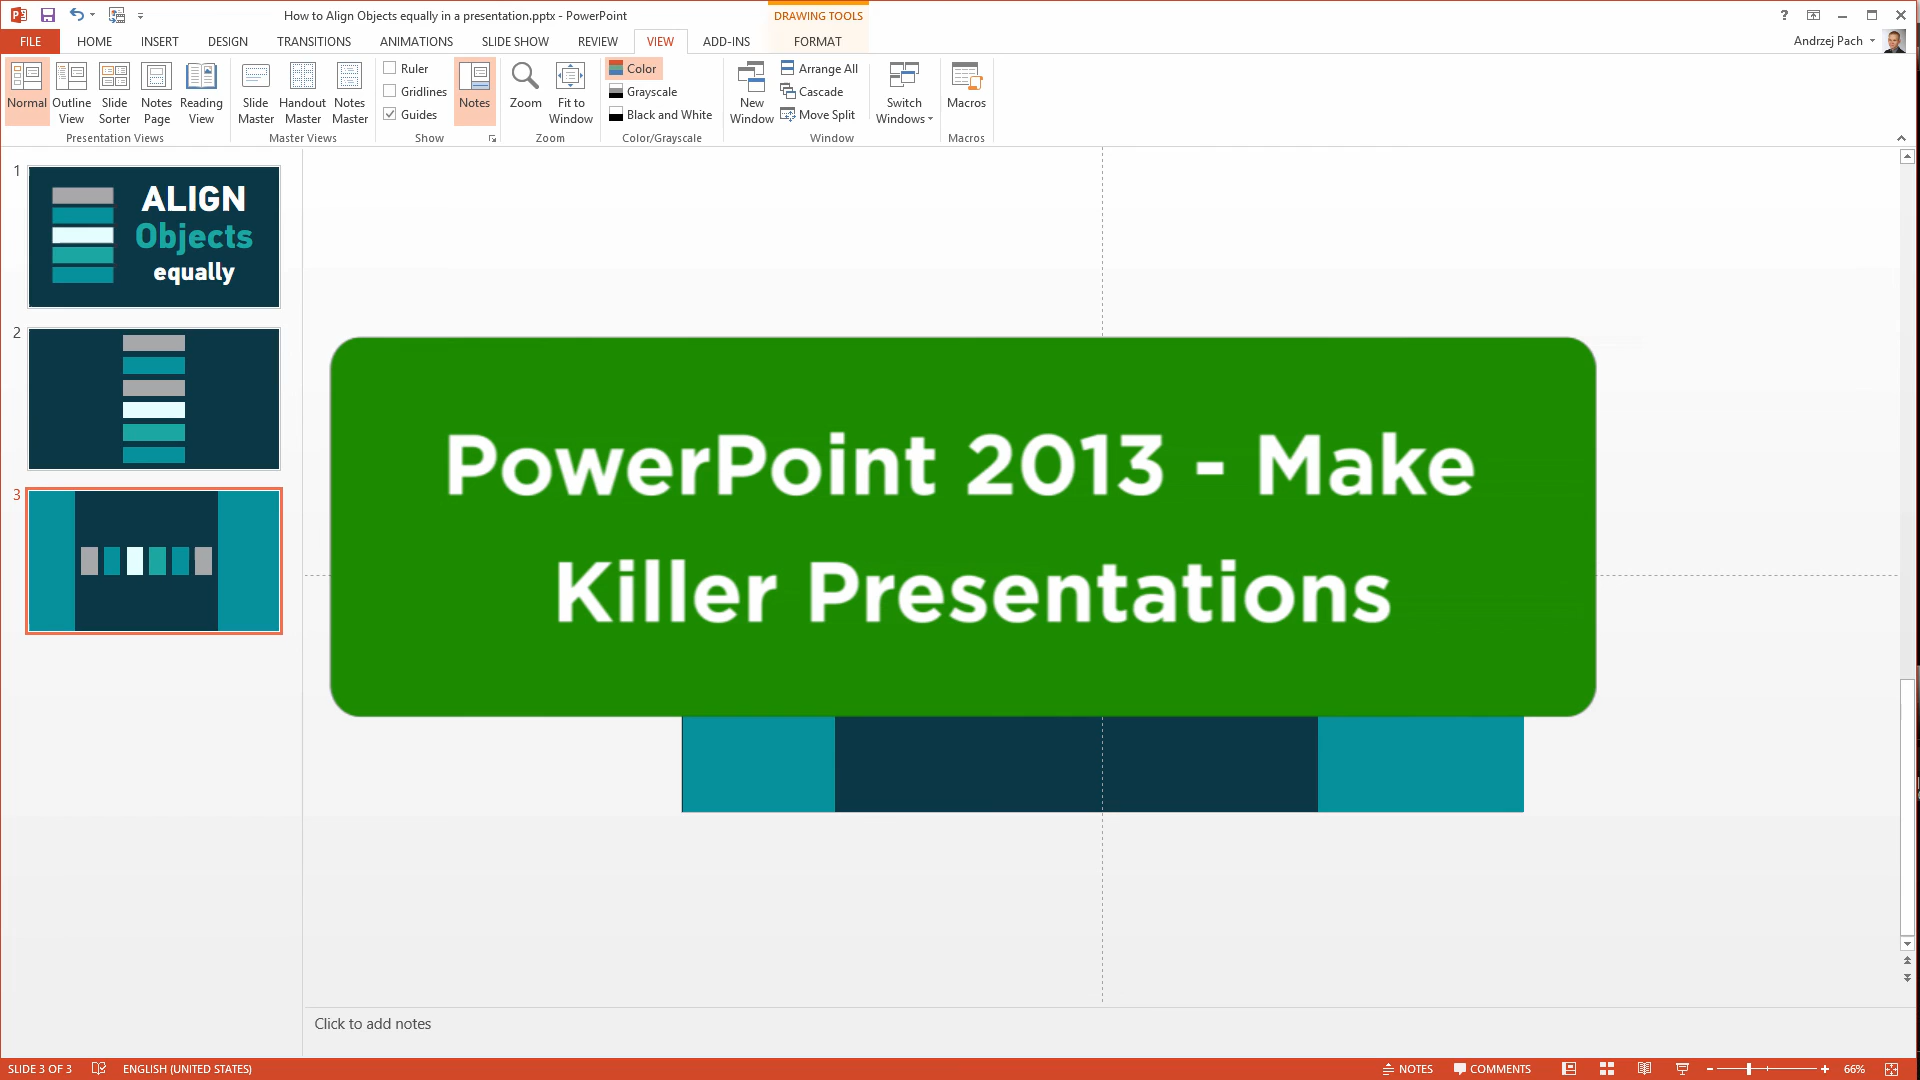 How to Align Objects equally in a presentation.pptx - PowerPoint
DRAWING TOOLS
?
FILE
HOME
INSERT
DESIGN
TRANSITIONS
ANIMATIONS
SLIDE SHOW
REVIEW
VIEW
ADD-INS
FORMAT
Andrzej Pach
Normal
Outline
View
Slide
Sorter
Notes
Page
Reading
View
Presentation Views
Slide
Master
Handout
Master
Notes
Master
Master Views
Ruler
Gridlines
Guides
Show
Notes
Zoom
Fit to
Window
Zoom
Color
Grayscale
Black and White
Color/Grayscale
New
Window
Arrange All
Cascade
Move Split
Switch
Windows
Window
Macros
Macros
1
ALIGN
Objects
equally
2
3
PowerPoint 2013 - Make
Killer Presentations
Click to add notes
SLIDE 3 OF 3
ENGLISH (UNITED STATES)
NOTES
COMMENTS
66%